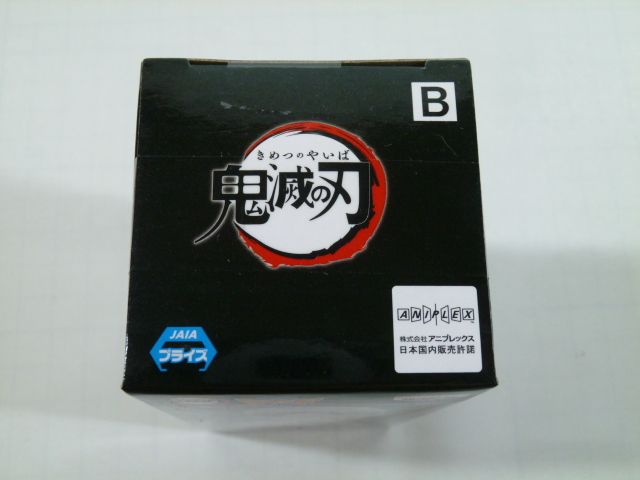 B
きめつのやいば
鬼滅の刃
ANIPLEX
株式会社アニプレックス
日本国内販売許諾
JAIA
プライズ